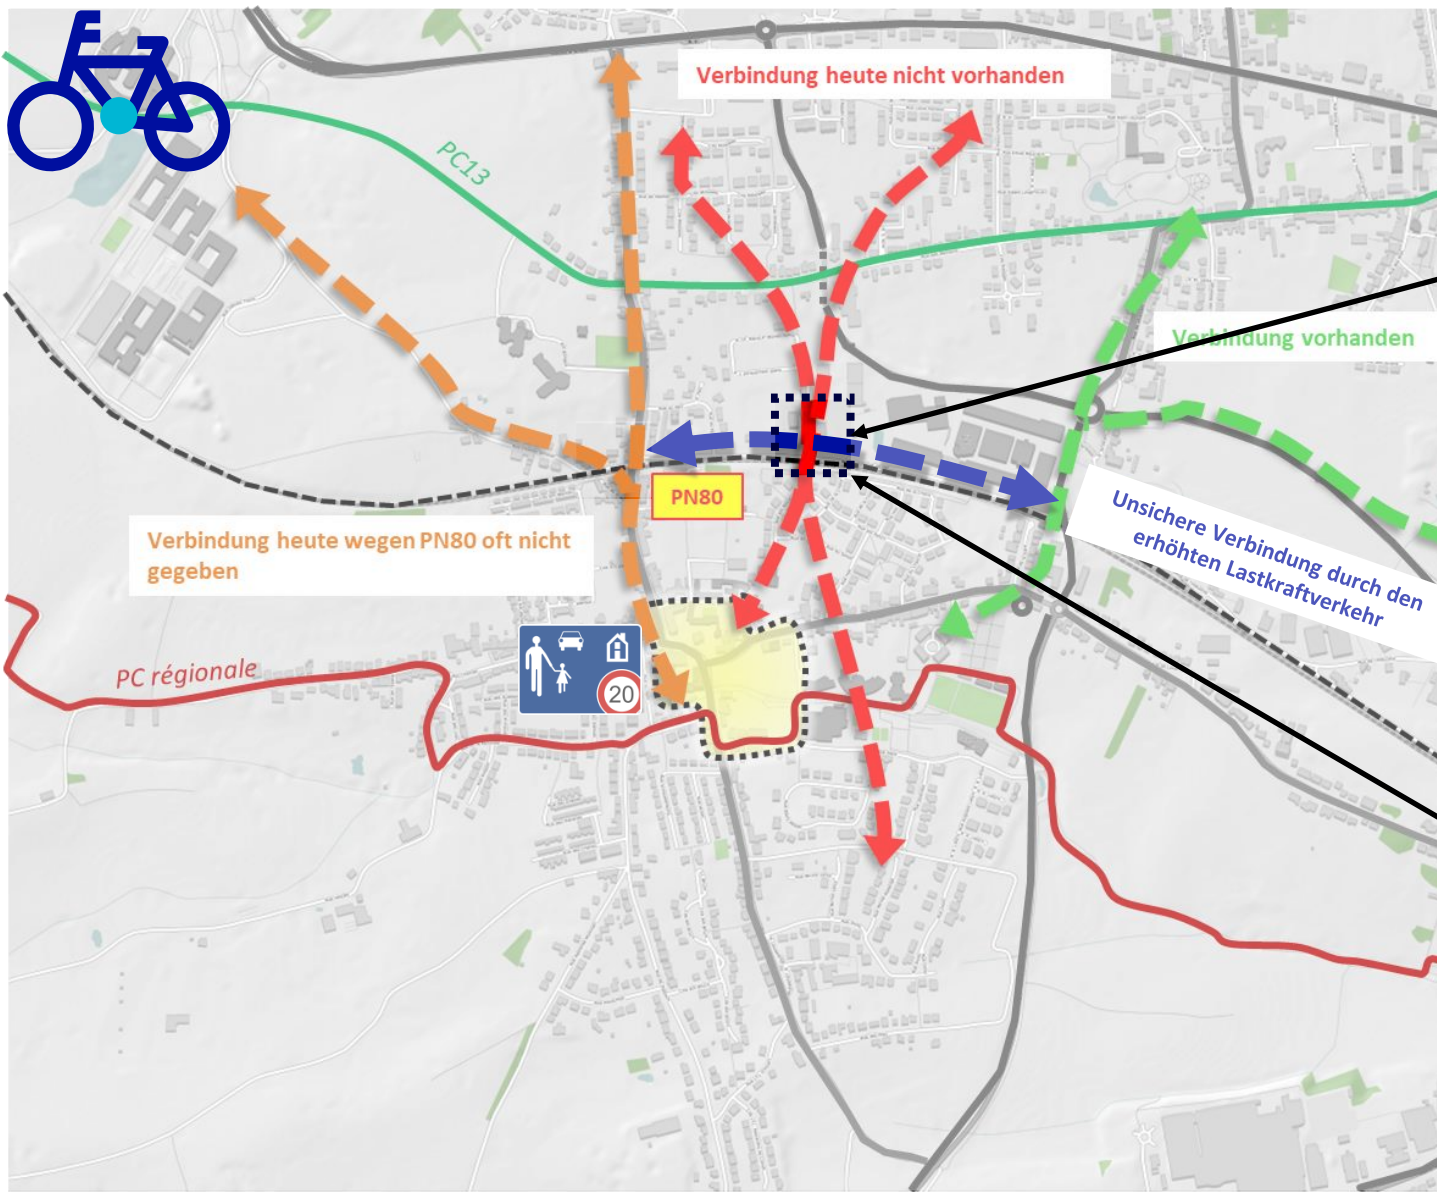 Verbindung heute nicht vorhanden
PC13
Verbindung vorhanden
PN80
Unsichere Verbindung durch den
erhöhten Lastkraftverkehr
Verbindung heute wegen PN80 oft nicht
gegeben
20
PC régionale